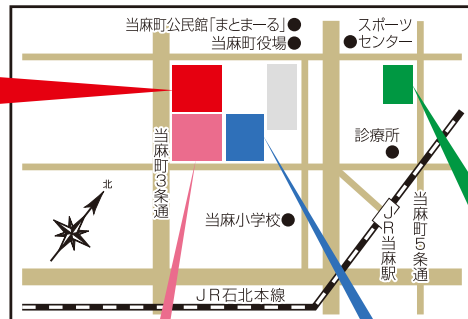 当麻町公民館「まとまーる」
当麻町役場
スポーツ
センター
当麻町3条通
診療所
北
当麻小学校
JR当麻駅
当麻町5条通
JR石北本線